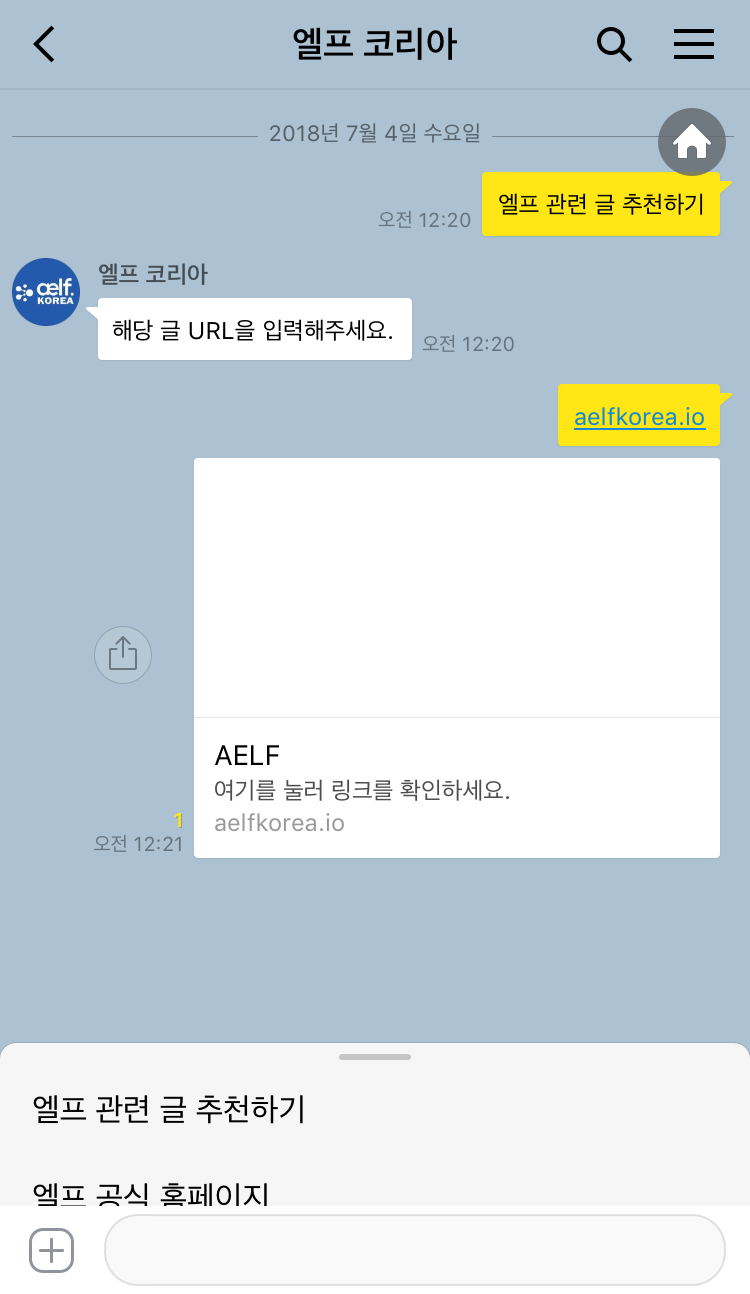 엘프 코리아
2018년 7월 4일 수요일
엘프 관련 글 추천하기
오전 12:20
엘프 코리아
aelf.
KOREA
해당 글 URL을 입력해주세요.
오전 12:20
aelfkorea.io
AELF
여기를 눌러 링크를 확인하세요.
aelfkorea.io
1
오전 12:21
엘프 관련 글 추천하기
엘프 공식 홈페이지